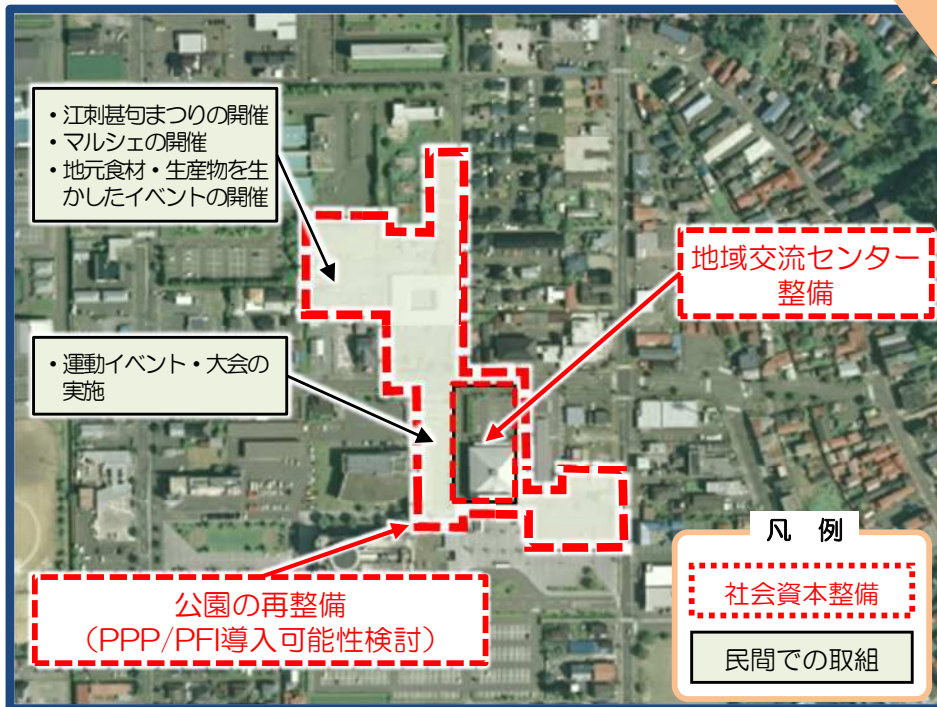 ・江刺甚句まつりの開催
・マルシェの開催
・地元食材・生産物を生
かしたイベントの開催
地域交流センター
整備
・運動イベント・大会の
実施
公園の再整備
（PPP/PFI導入可能性検討）
凡 例
社会資本整備
民間での取組